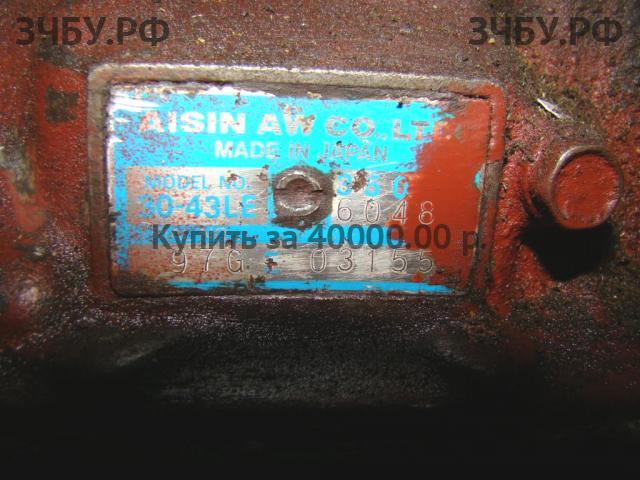 ЗЧБУ.РФ ЗЧБУ.РФ
AISIN AW CO., LTD.
MADE IN JAPAN
MODEL NO. 350
30-43LE 6048
Купить за 40000.00 р.
97G 03155